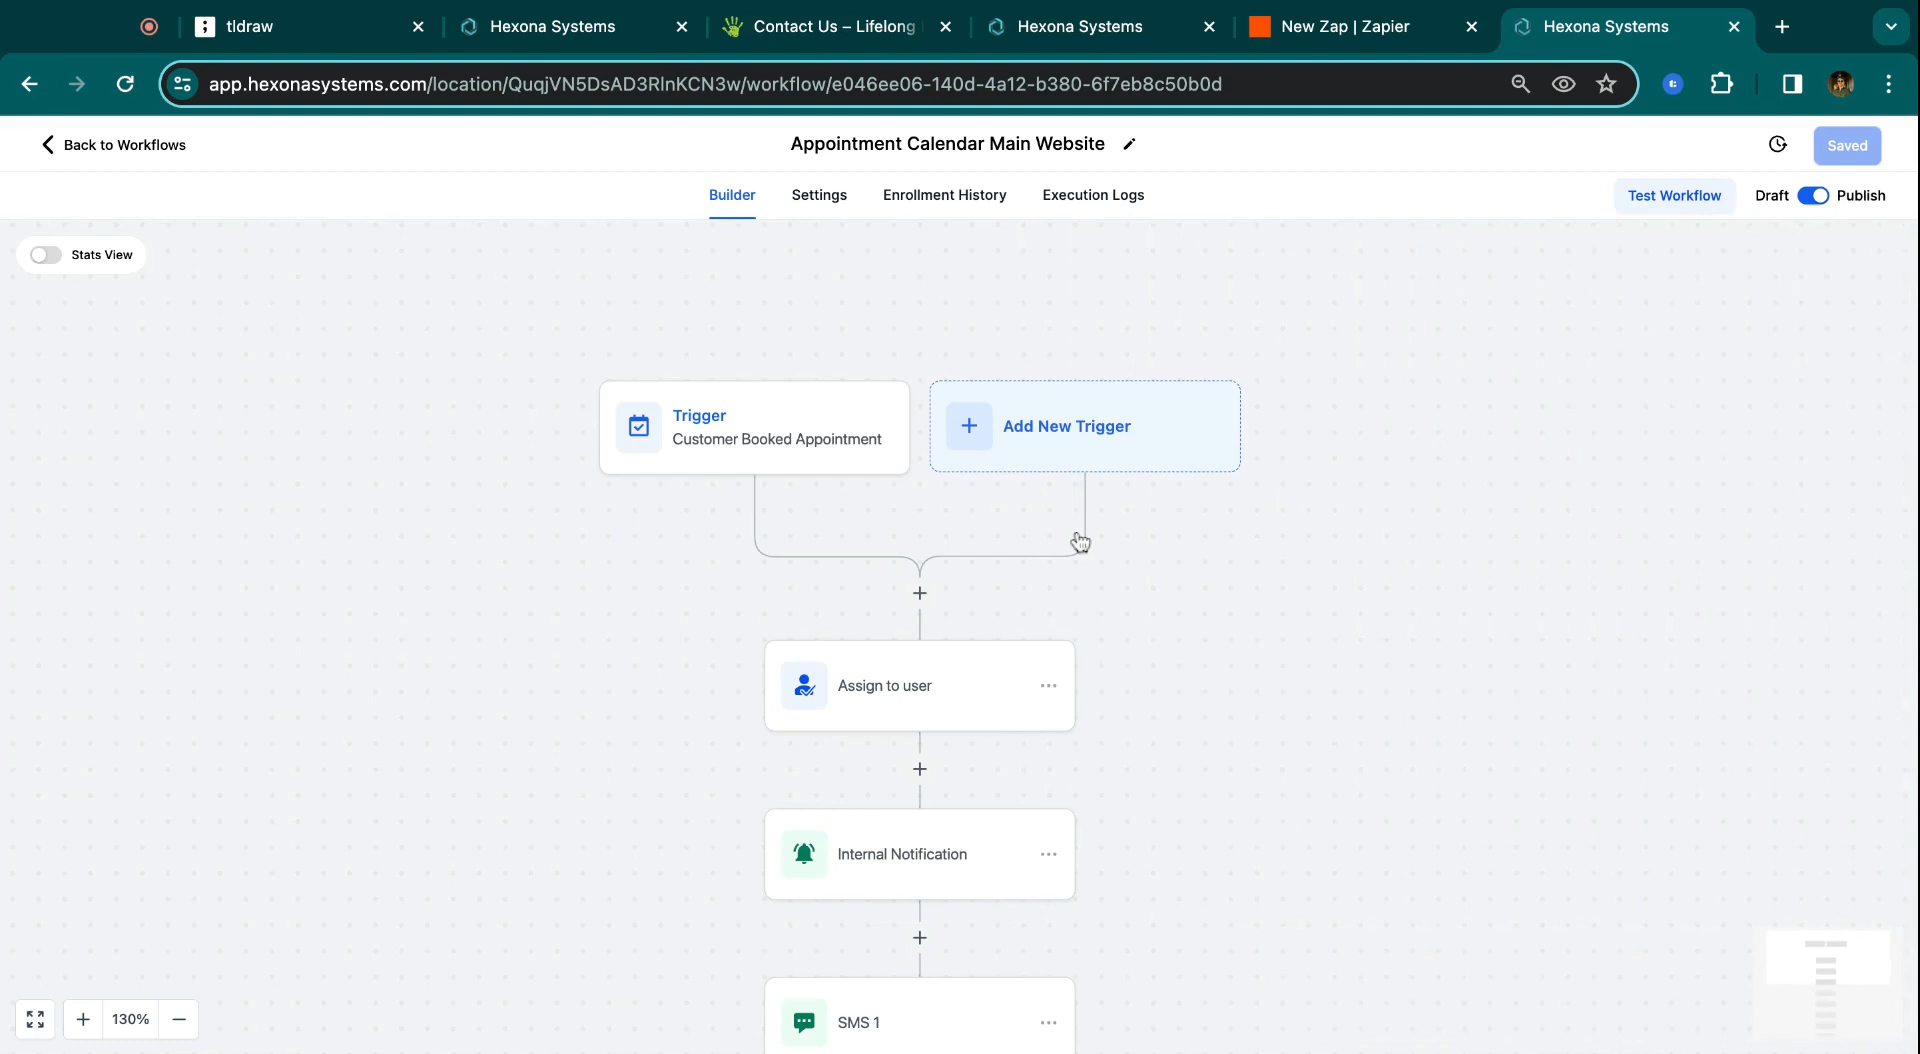 tldraw
Hexona Systems
Contact Us – Lifelong
Hexona Systems
New Zap | Zapier
Hexona Systems
app.hexonasystems.com/location/QuqjVN5DsAD3RlnKCN3w/workflow/e046ee06-140d-4a12-b380-6f7eb8c50b0d
Back to Workflows
Appointment Calendar Main Website
Saved
Builder
Settings
Enrollment History
Execution Logs
Test Workflow
Draft
Publish
Stats View
Trigger
Customer Booked Appointment
Add New Trigger
Assign to user
Internal Notification
SMS 1
130%